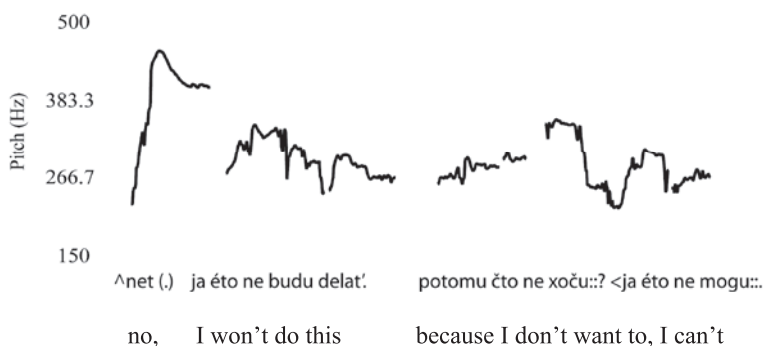 500
Pitch (Hz)
383.3
266.7
150
^net (.) ja éto ne budu delat’. potomu čto ne xoču::? <ja éto ne mogu::.
no, I won’t do this because I don’t want to, I can’t